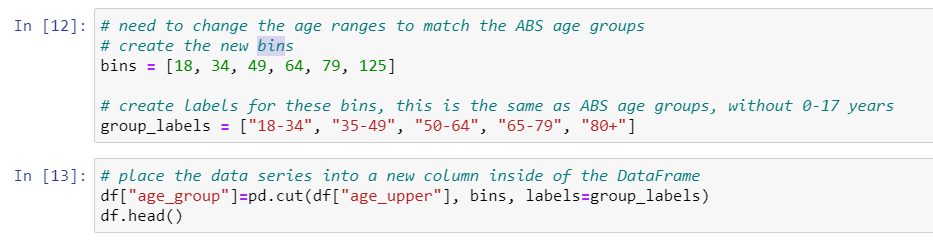 In [12]: # need to change the age ranges to match the ABS age groups
# create the new bins
bins = [18, 34, 49, 64, 79, 125]
# create labels for these bins, this is the same as ABS age groups, without 0-17 years
group_labels = ["18-34", "35-49", "50-64", "65-79", "80+"]
In [13]: # place the data series into a new column inside of the DataFrame
df["age_group"]=pd.cut(df["age_upper"], bins, labels=group_labels)
df.head()